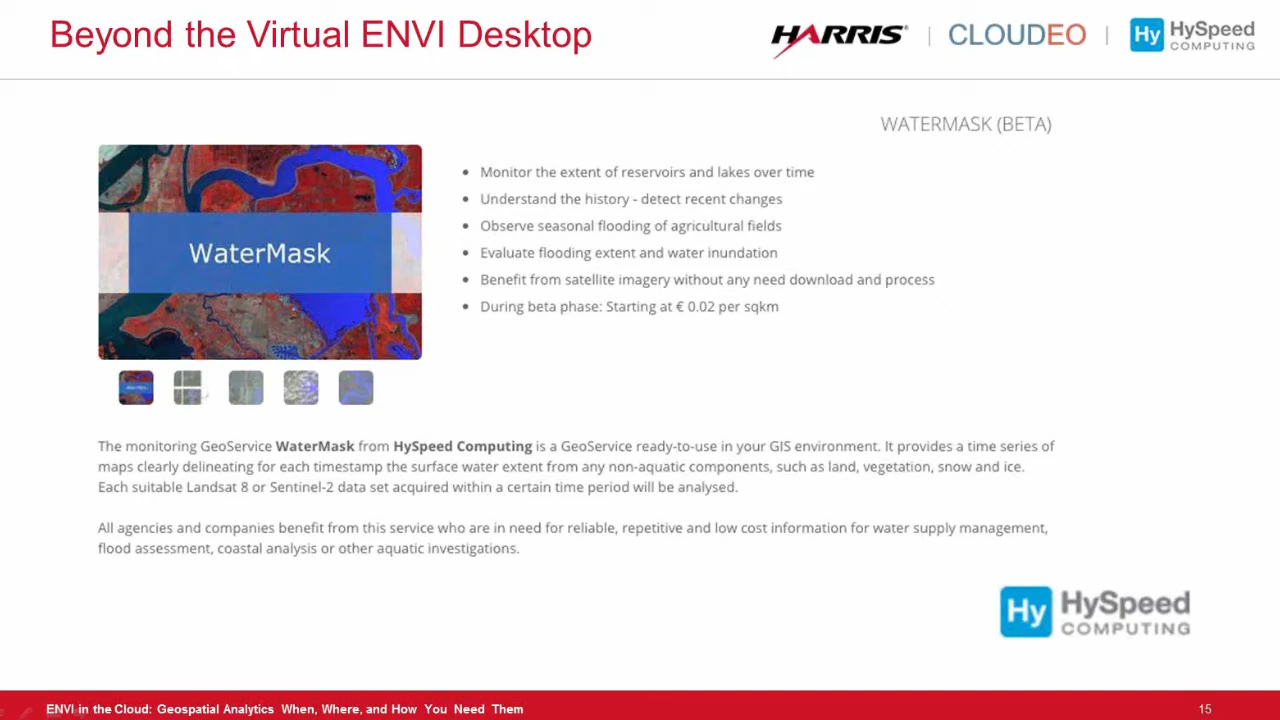 Beyond the Virtual ENVI Desktop
HARRIS® | CLOUDEO | Hy HySpeed COMPUTING
WATERMASK (BETA)
WaterMask
• Monitor the extent of reservoirs and lakes over time
• Understand the history - detect recent changes
• Observe seasonal flooding of agricultural fields
• Evaluate flooding extent and water inundation
• Benefit from satellite imagery without any need download and process
• During beta phase: Starting at € 0.02 per sqkm
The monitoring GeoService WaterMask from HySpeed Computing is a GeoService ready-to-use in your GIS environment. It provides a time series of
maps clearly delineating for each timestamp the surface water extent from any non-aquatic components, such as land, vegetation, snow and ice.
Each suitable Landsat 8 or Sentinel-2 data set acquired within a certain time period will be analysed.
All agencies and companies benefit from this service who are in need for reliable, repetitive and low cost information for water supply management,
flood assessment, coastal analysis or other aquatic investigations.
Hy HySpeed
COMPUTING
ENVI in the Cloud: Geospatial Analytics When, Where, and How You Need Them
15